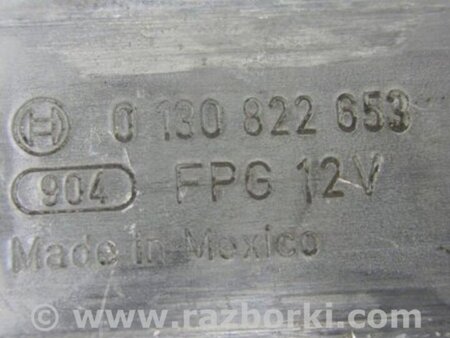 0 130 822 653
904 FPG 12V
Made in Mexico
© www.razborki.com